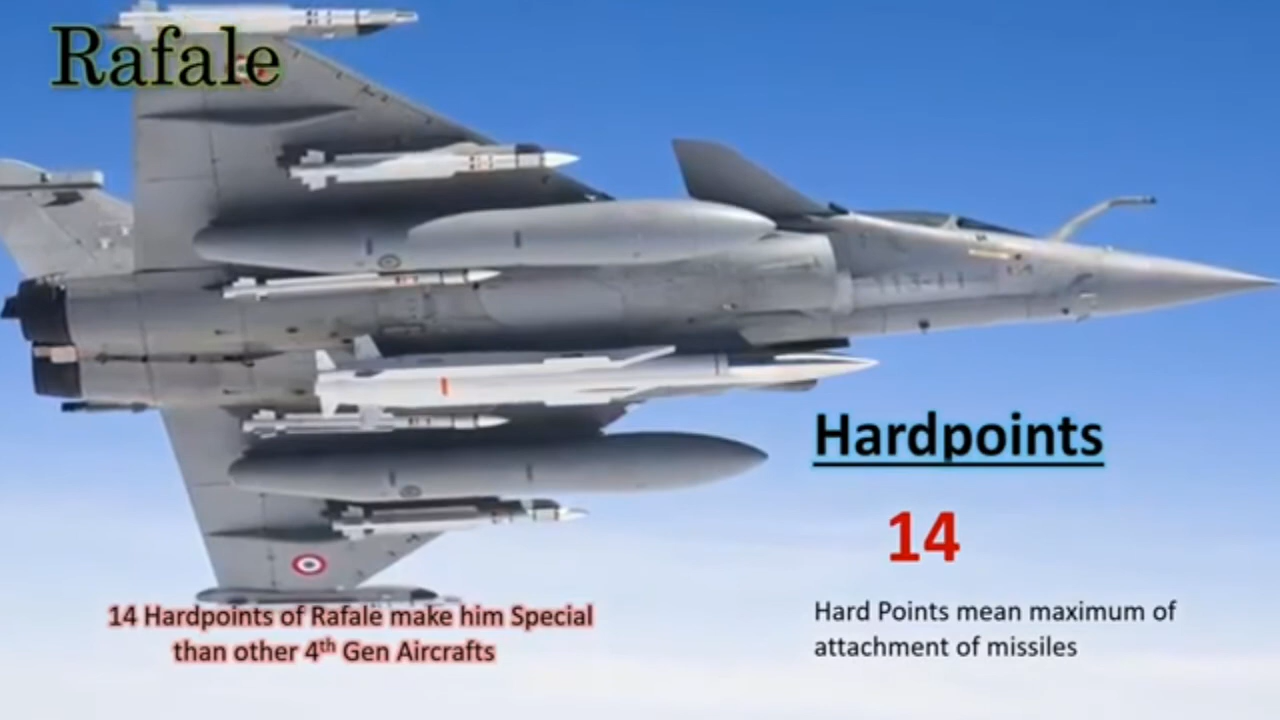 Rafale
Hardpoints
14
Hard Points mean maximum of
attachment of missiles
14 Hardpoints of Rafale make him Special
than other 4th Gen Aircrafts